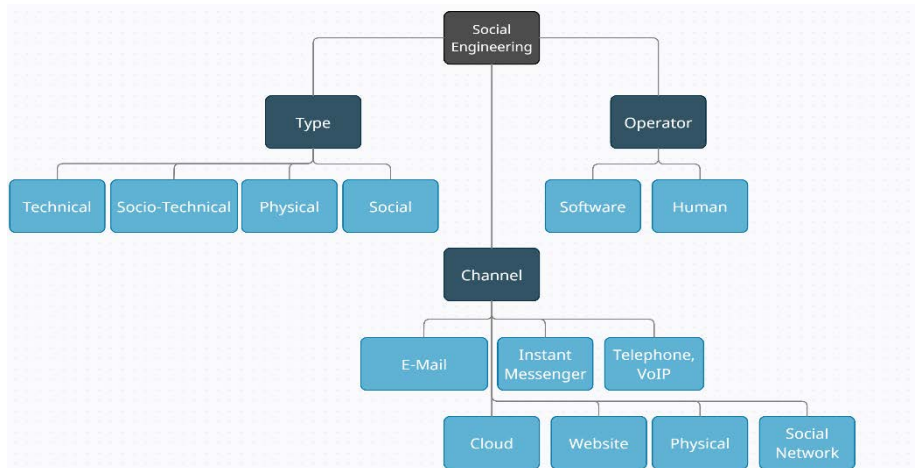 Social
Engineering
Type
Operator
Technical
Socio-Technical
Physical
Social
Software
Human
Channel
E-Mail
Instant
Messenger
Telephone,
VoIP
Cloud
Website
Physical
Social
Network